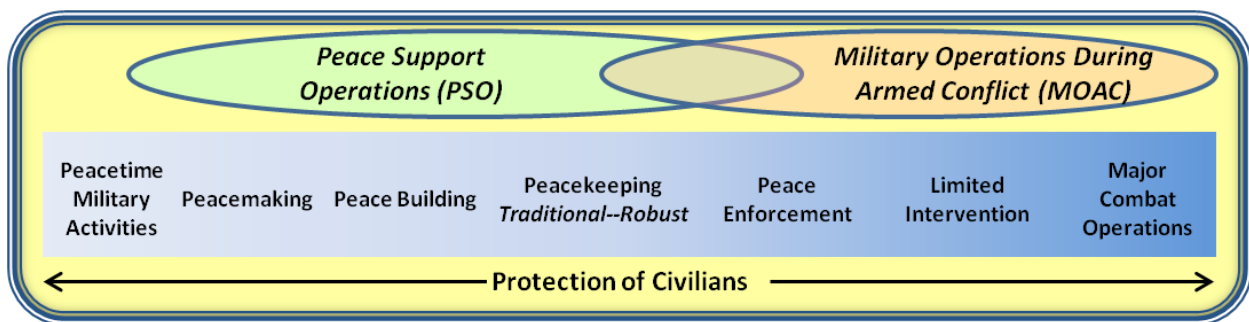 Peace Support
Operations (PSO)
Military Operations During
Armed Conflict (MOAC)
Peacetime
Military
Activities
Peacemaking
Peace Building
Peacekeeping
Traditional--Robust
Peace
Enforcement
Limited
Intervention
Major
Combat
Operations
Protection of Civilians